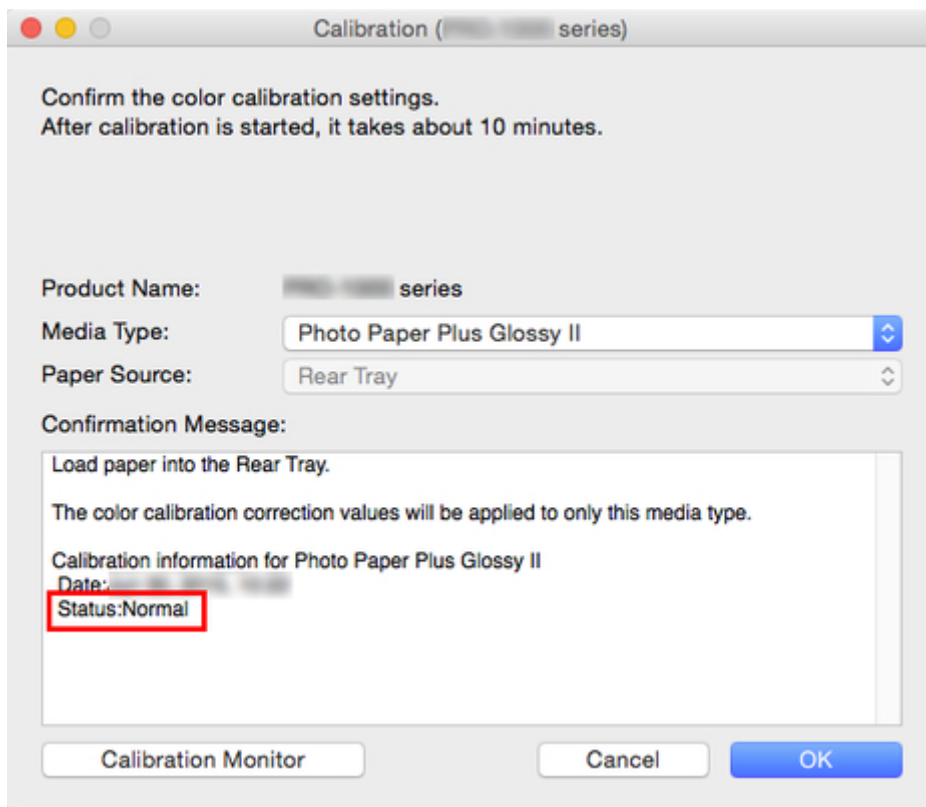 Calibration ( series)
Confirm the color calibration settings.
After calibration is started, it takes about 10 minutes.
Product Name: series
Media Type: Photo Paper Plus Glossy II
Paper Source: Rear Tray
Confirmation Message:
Load paper into the Rear Tray.
The color calibration correction values will be applied to only this media type.
Calibration information for Photo Paper Plus Glossy II
Date:
Status:Normal
Calibration Monitor Cancel OK